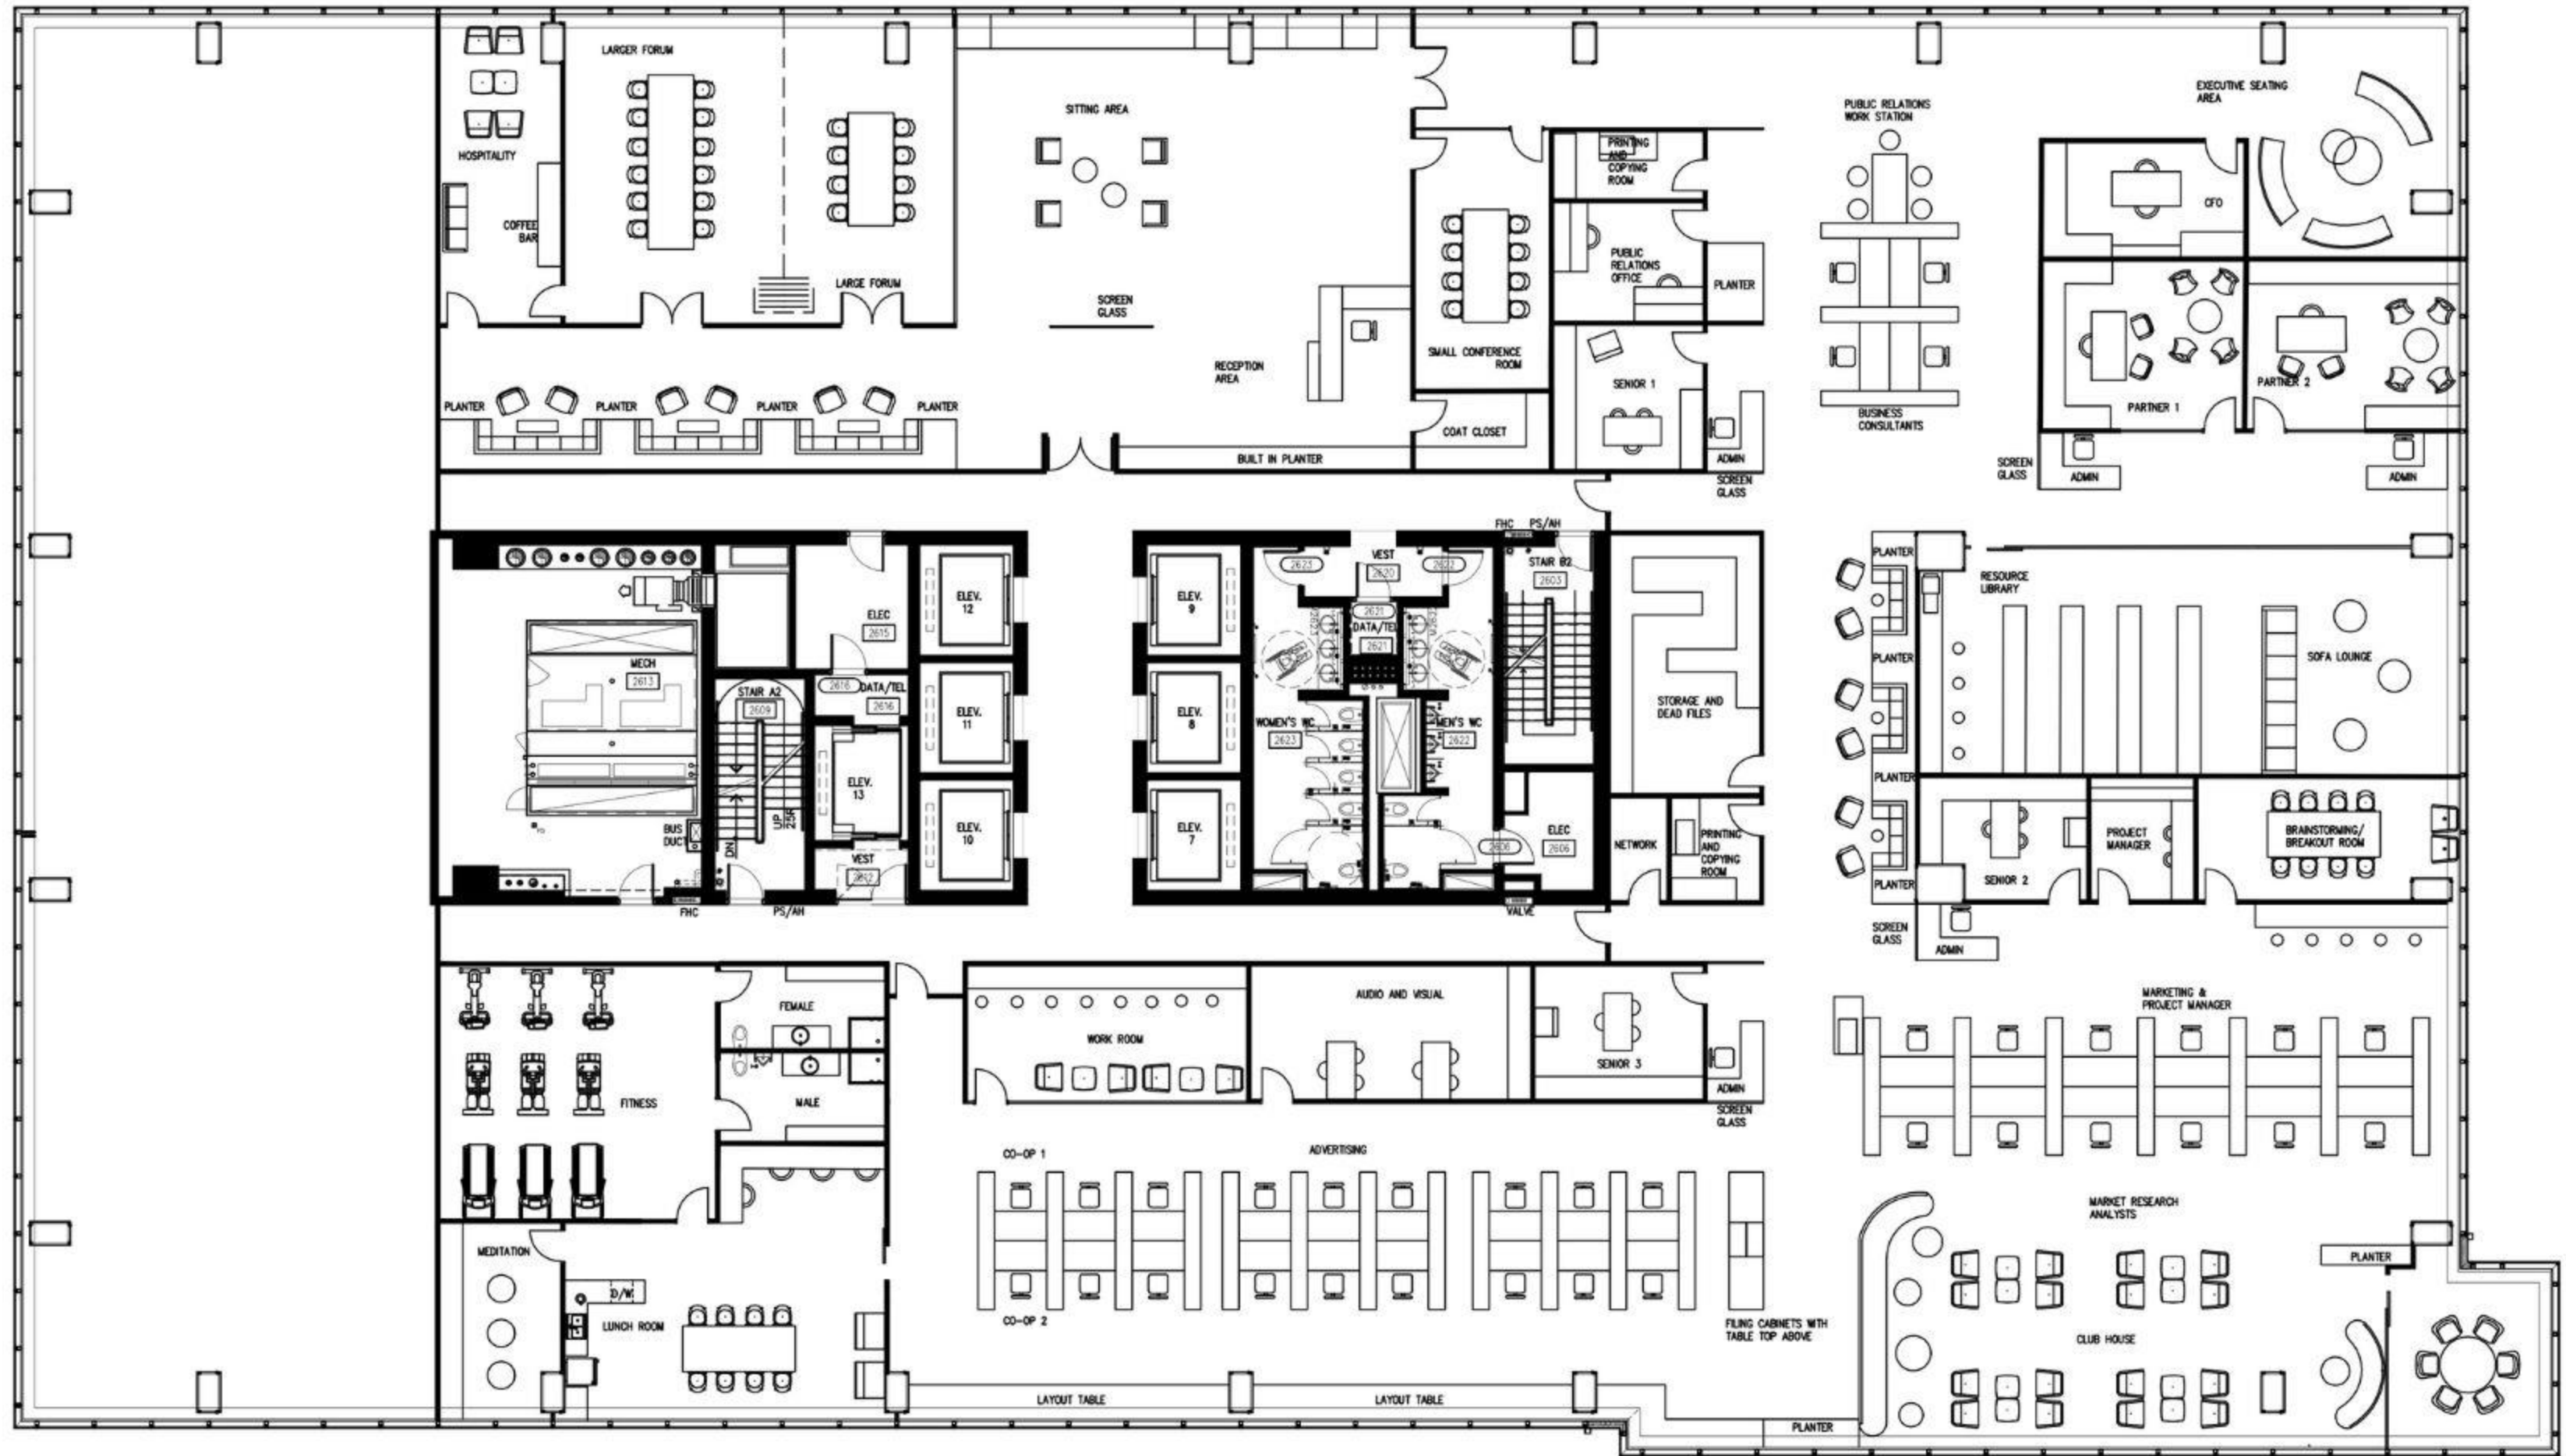 LARGER FORUM
HOSPITALITY
COFFEE
BAR
LARGE FORUM
SITTING AREA
SCREEN
GLASS
RECEPTION
AREA
PLANTER
PLANTER
PLANTER
PLANTER
BUILT IN PLANTER
SMALL CONFERENCE
ROOM
COAT CLOSET
PRINTING
AND
COPYING
ROOM
PUBLIC
RELATIONS
OFFICE
PLANTER
SENIOR 1
ADMIN
SCREEN
GLASS
PUBLIC RELATIONS
WORK STATION
BUSINESS
CONSULTANTS
EXECUTIVE SEATING
AREA
CFO
PARTNER 1
PARTNER 2
SCREEN
GLASS
ADMIN
ADMIN
MECH
2613
BUS
DUCT
FHC
STAIR A2
2609
DN
UP
25R
PS/AH
ELEC
2615
2616
DATA/TEL
2616
ELEV.
13
VEST
2612
ELEV.
12
ELEV.
11
ELEV.
10
ELEV.
9
ELEV.
8
ELEV.
7
2623
VEST
2620
2622
2621
DATA/TEL
2621
WOMEN'S WC
2623
MEN'S WC
2622
FHC
PS/AH
STAIR B2
2603
2606
ELEC
2606
VALVE
STORAGE AND
DEAD FILES
NETWORK
PRINTING
AND
COPYING
ROOM
PLANTER
PLANTER
PLANTER
PLANTER
SCREEN
GLASS
RESOURCE
LIBRARY
SOFA LOUNGE
SENIOR 2
ADMIN
PROJECT
MANAGER
BRAINSTORMING/
BREAKOUT ROOM
FEMALE
MALE
FITNESS
MEDITATION
D/W
LUNCH ROOM
WORK ROOM
AUDIO AND VISUAL
SENIOR 3
ADMIN
SCREEN
GLASS
CO-OP 1
ADVERTISING
CO-OP 2
FILING CABINETS WITH
TABLE TOP ABOVE
LAYOUT TABLE
LAYOUT TABLE
PLANTER
MARKETING &
PROJECT MANAGER
MARKET RESEARCH
ANALYSTS
PLANTER
CLUB HOUSE